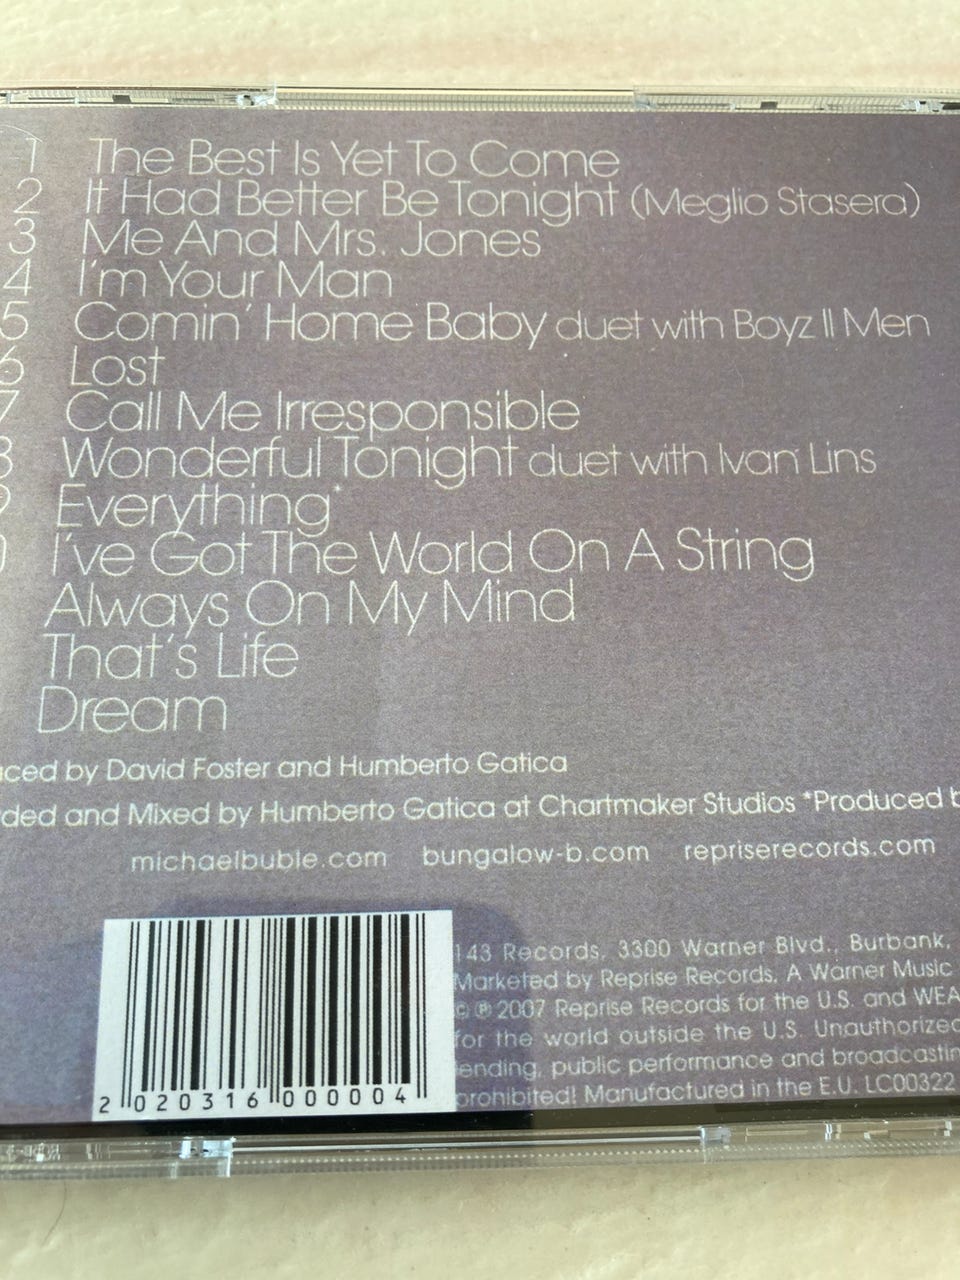 1 The Best Is Yet To Come
2 It Had Better Be Tonight (Meglio Stasera)
3 Me And Mrs. Jones
4 I'm Your Man
5 Comin' Home Baby duet with Boyz II Men
6 Lost
7 Call Me Irresponsible
8 Wonderful Tonight duet with Ivan Lins
9 Everything*
I've Got The World On A String
Always On My Mind
That's Life
Dream
by David Foster and Humberto Gatica
and Mixed by Humberto Gatica at Chartmaker Studios *Produced
michaelbuble.com bungalow-b.com repriserecords.com
143 Records, 3300 Warner Blvd., Burbank,
Marketed by Reprise Records, A Warner Music
© ℗ 2007 Reprise Records for the U.S. and WEA
for the world outside the U.S. Unauthorized
lending, public performance and
prohibited! Manufactured in the E.U. LC00322
2 020316 000004